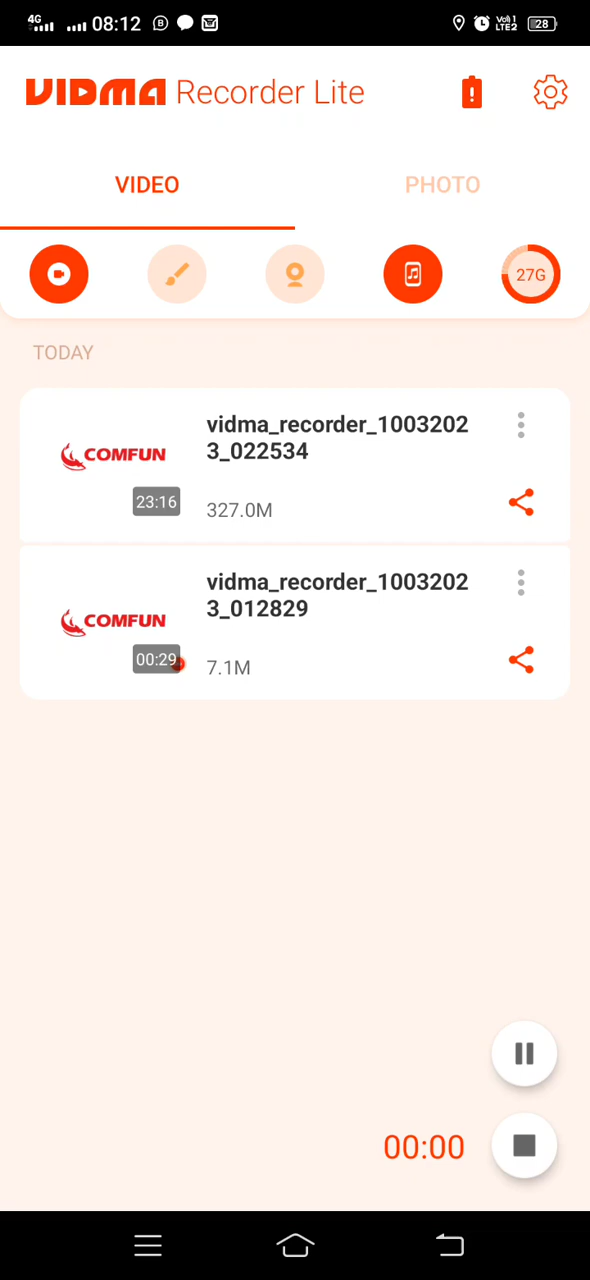 4G 08:12 B VoI) 1 LTE2 28
VIDMA Recorder Lite
VIDEO PHOTO
27G
TODAY
vidma_recorder_1003202
3_022534
COMFUN
23:16
327.0M
vidma_recorder_1003202
3_012829
COMFUN
00:29
7.1M
00:00